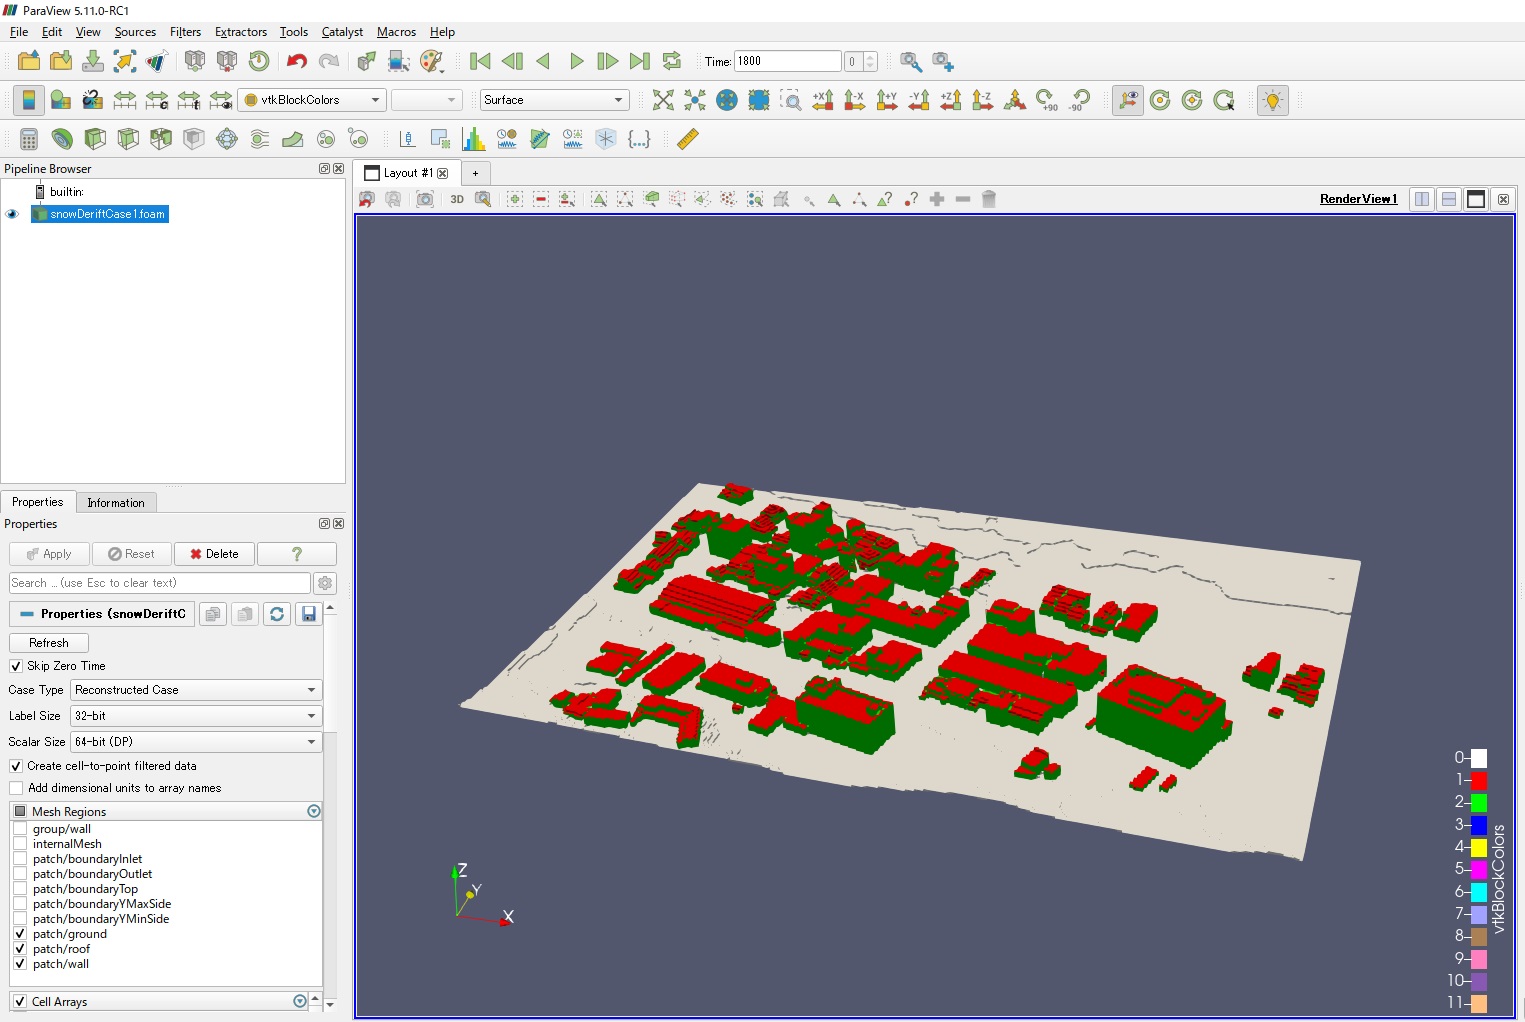 ParaView 5.11.0-RC1
File Edit View Sources Filters Extractors Tools Catalyst Macros Help
Time: 1800 0
vtkBlockColors Surface +X -X +Y -Y +Z -Z +90 -90
Pipeline Browser
Layout #1 +
builtin:
3D RenderView1
snowDeriftCase1.foam
Properties Information
Properties
Apply Reset Delete ?
Search ... (use Esc to clear text)
Properties (snowDeriftC
Refresh
Skip Zero Time
Case Type Reconstructed Case
Label Size 32-bit
Scalar Size 64-bit (DP)
Create cell-to-point filtered data
Add dimensional units to array names
Mesh Regions
group/wall
internalMesh
patch/boundaryInlet
patch/boundaryOutlet
patch/boundaryTop
patch/boundaryYMaxSide
patch/boundaryYMinSide
patch/ground
patch/roof
patch/wall
Cell Arrays
Z
Y
X
0
1
2
3
4
5
6
7
8
9
10
11
vtkBlockColors